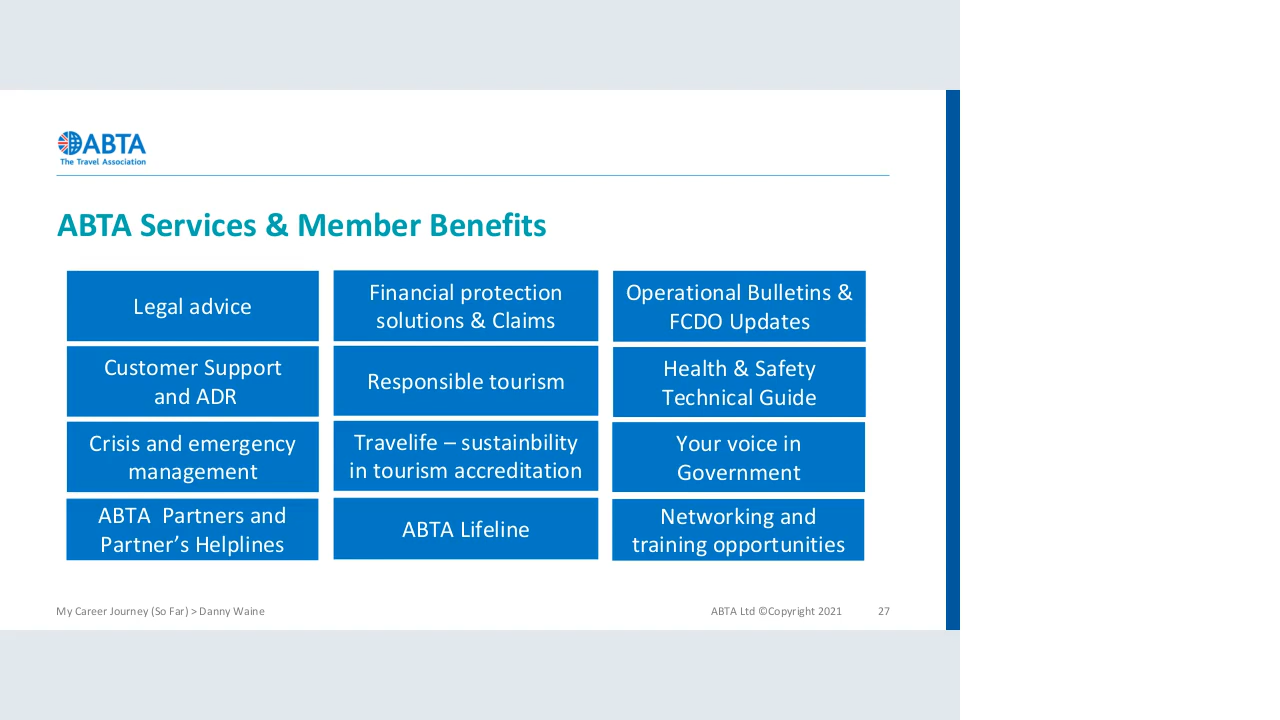 ABTA
The Travel Association
ABTA Services & Member Benefits
Legal advice
Financial protection
solutions & Claims
Operational Bulletins &
FCDO Updates
Customer Support
and ADR
Responsible tourism
Health & Safety
Technical Guide
Crisis and emergency
management
Travelife – sustainbility
in tourism accreditation
Your voice in
Government
ABTA  Partners and
Partner’s Helplines
ABTA Lifeline
Networking and
training opportunities
My Career Journey (So Far) > Danny Waine
ABTA Ltd ©Copyright 2021
27